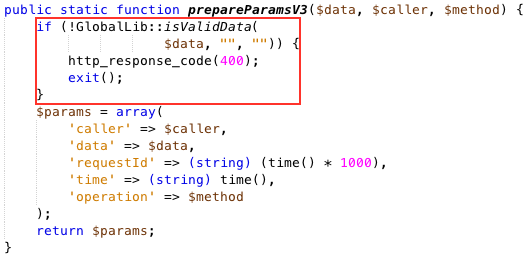 public static function prepareParamsV3($data, $caller, $method) {
    if (!GlobalLib::isValidData(
                    $data, "", "")) {
        http_response_code(400);
        exit();
    }
    $params = array(
        'caller' => $caller,
        'data' => $data,
        'requestId' => (string) (time() * 1000),
        'time' => (string) time(),
        'operation' => $method
    );
    return $params;
}